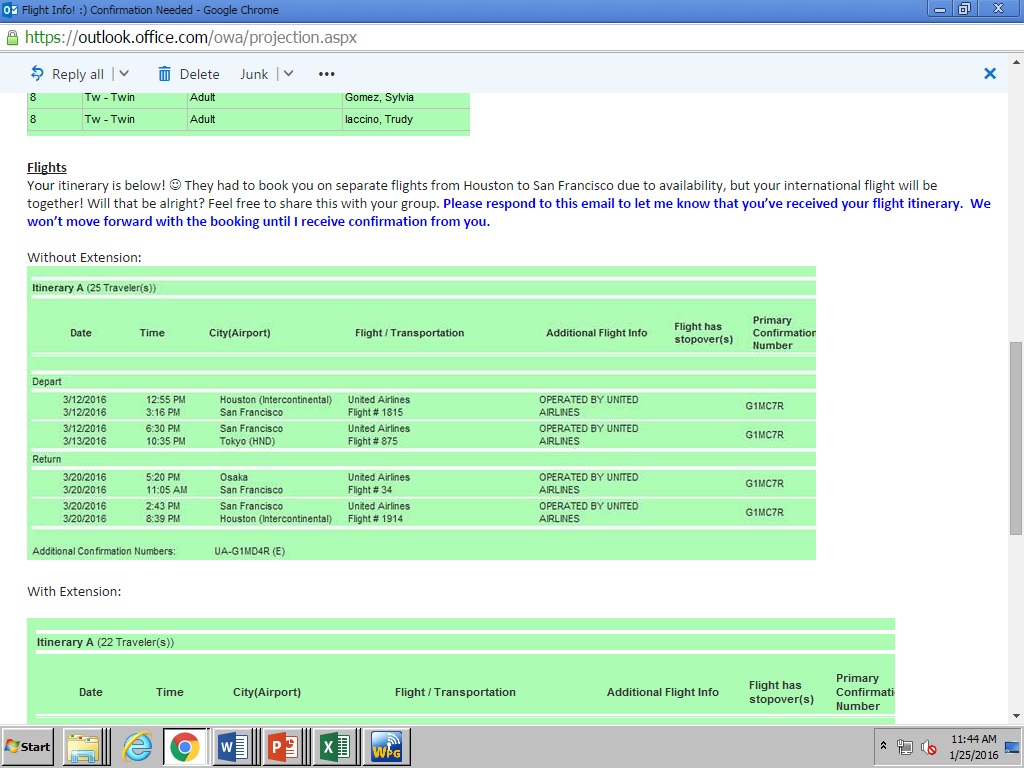 Flight Info! :) Confirmation Needed - Google Chrome
https://outlook.office.com/owa/projection.aspx
Reply all | Delete Junk | •••
8 Tw - Twin Adult Gomez, Sylvia
8 Tw - Twin Adult Iaccino, Trudy
Flights
Your itinerary is below! ☺ They had to book you on separate flights from Houston to San Francisco due to availability, but your international flight will be
together! Will that be alright? Feel free to share this with your group. Please respond to this email to let me know that you’ve received your flight itinerary. We
won’t move forward with the booking until I receive confirmation from you.
Without Extension:
Itinerary A (25 Traveler(s))
Date Time City(Airport) Flight / Transportation Additional Flight Info Flight has stopover(s) Primary Confirmation Number
Depart
3/12/2016 12:55 PM Houston (Intercontinental) United Airlines OPERATED BY UNITED
3/12/2016 3:16 PM San Francisco Flight # 1815 AIRLINES G1MC7R
3/12/2016 6:30 PM San Francisco United Airlines OPERATED BY UNITED
3/13/2016 10:35 PM Tokyo (HND) Flight # 875 AIRLINES G1MC7R
Return
3/20/2016 5:20 PM Osaka United Airlines OPERATED BY UNITED
3/20/2016 11:05 AM San Francisco Flight # 34 AIRLINES G1MC7R
3/20/2016 2:43 PM San Francisco United Airlines OPERATED BY UNITED
3/20/2016 8:39 PM Houston (Intercontinental) Flight # 1914 AIRLINES G1MC7R
Additional Confirmation Numbers: UA-G1MD4R (E)
With Extension:
Itinerary A (22 Traveler(s))
Date Time City(Airport) Flight / Transportation Additional Flight Info Flight has stopover(s) Primary Confirmati Number
Start
WPG
11:44 AM
1/25/2016